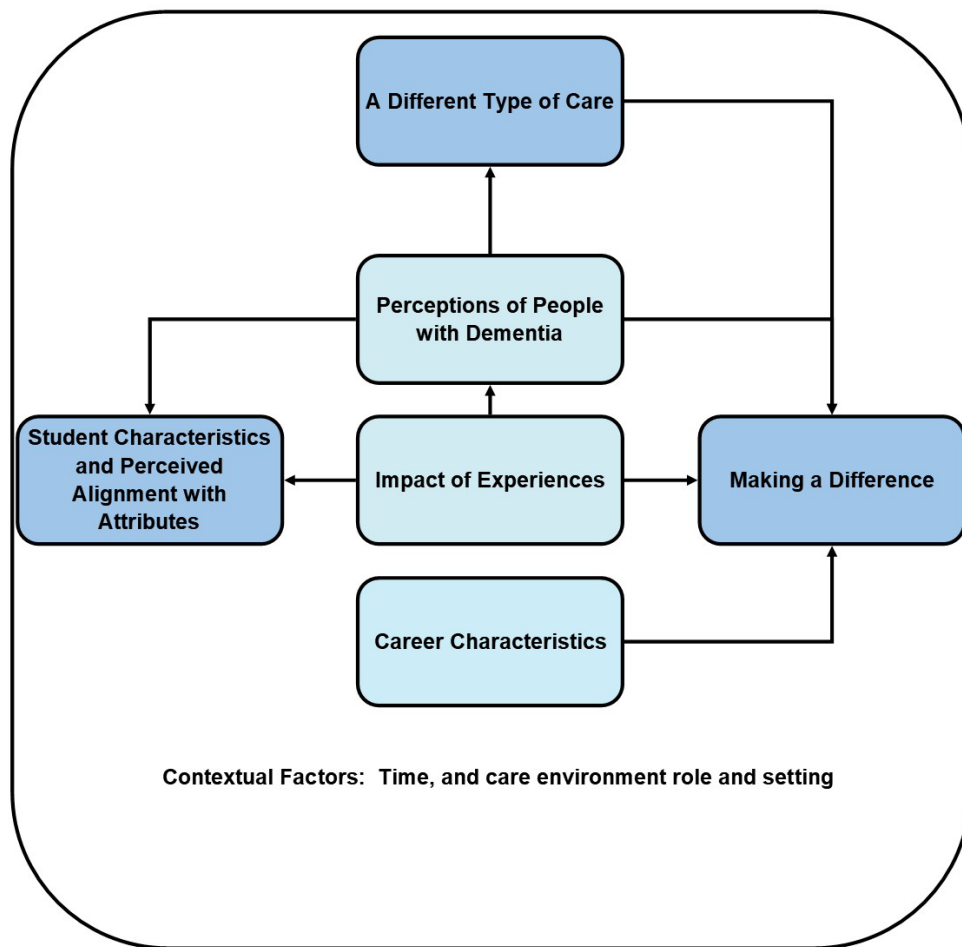 A Different Type of Care
Perceptions of People
with Dementia
Student Characteristics
and Perceived
Alignment with
Attributes
Impact of Experiences
Making a Difference
Career Characteristics
Contextual Factors:  Time, and care environment role and setting